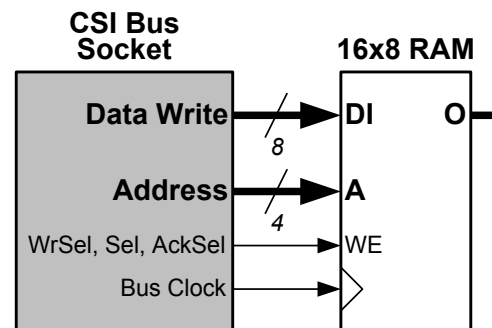 CSI Bus
Socket
16x8 RAM
Data Write
8
DI
O
Address
4
A
WrSel, Sel, AckSel
WE
Bus Clock